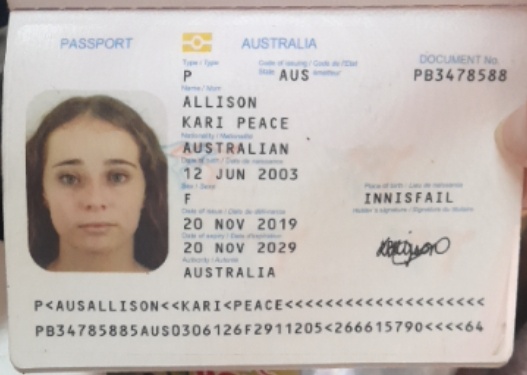 PASSPORT AUSTRALIA
Type / Type Code of issuing / Code de l'Etat DOCUMENT No.
P State AUS émetteur PB3478588
Name / Nom
ALLISON
KARI PEACE
Nationality / Nationalité
AUSTRALIAN
Date of birth / Date de naissance
12 JUN 2003
Sex / Sexe Place of birth / Lieu de naissance
F INNISFAIL
Date of issue / Date de délivrance Holder's signature / Signature du titulaire
20 NOV 2019
Date of expiry / Date d'expiration
20 NOV 2029
Authority / Autorité
AUSTRALIA
P<AUSALLISON<<KARI<PEACE<<<<<<<<<<<<<<<<<<<<
PB34785885AUS0306126F2911205<266615790<<<<64